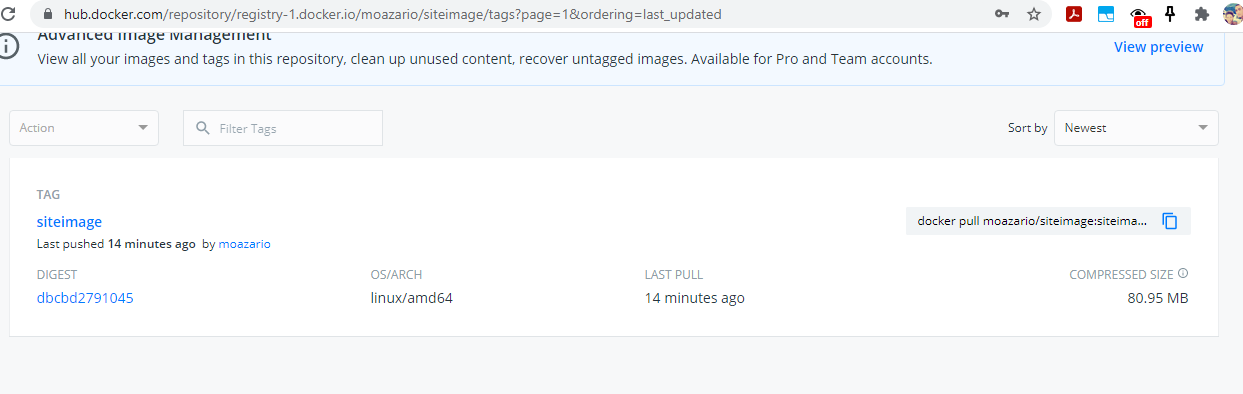 hub.docker.com/repository/registry-1.docker.io/moazario/siteimage/tags?page=1&ordering=last_updated
off
Advanced Image Management
View all your images and tags in this repository, clean up unused content, recover untagged images. Available for Pro and Team accounts.
View preview
Action
Filter Tags
Sort by
Newest
TAG
siteimage
docker pull moazario/siteimage:siteima...
Last pushed 14 minutes ago by moazario
DIGEST
OS/ARCH
LAST PULL
COMPRESSED SIZE
dbcbd2791045
linux/amd64
14 minutes ago
80.95 MB